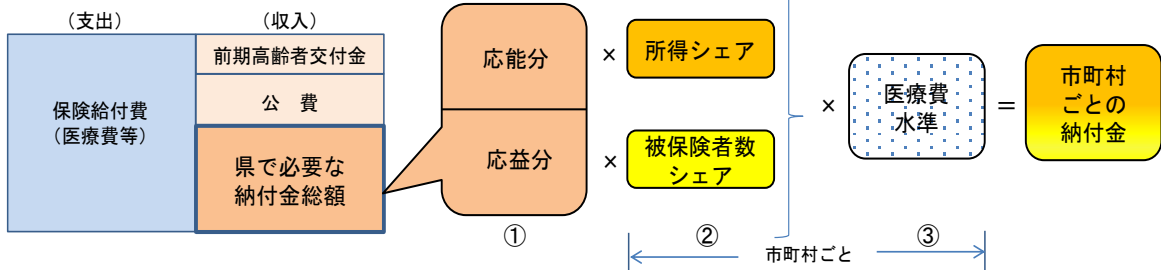 （支出）
（収入）
保険給付費
（医療費等）
前期高齢者交付金
公　費
県で必要な
納付金総額
応能分
応益分
①
×
所得シェア
×
被保険者数
シェア
②
×
医療費
水準
③
市町村ごと
＝
市町村
ごとの
納付金